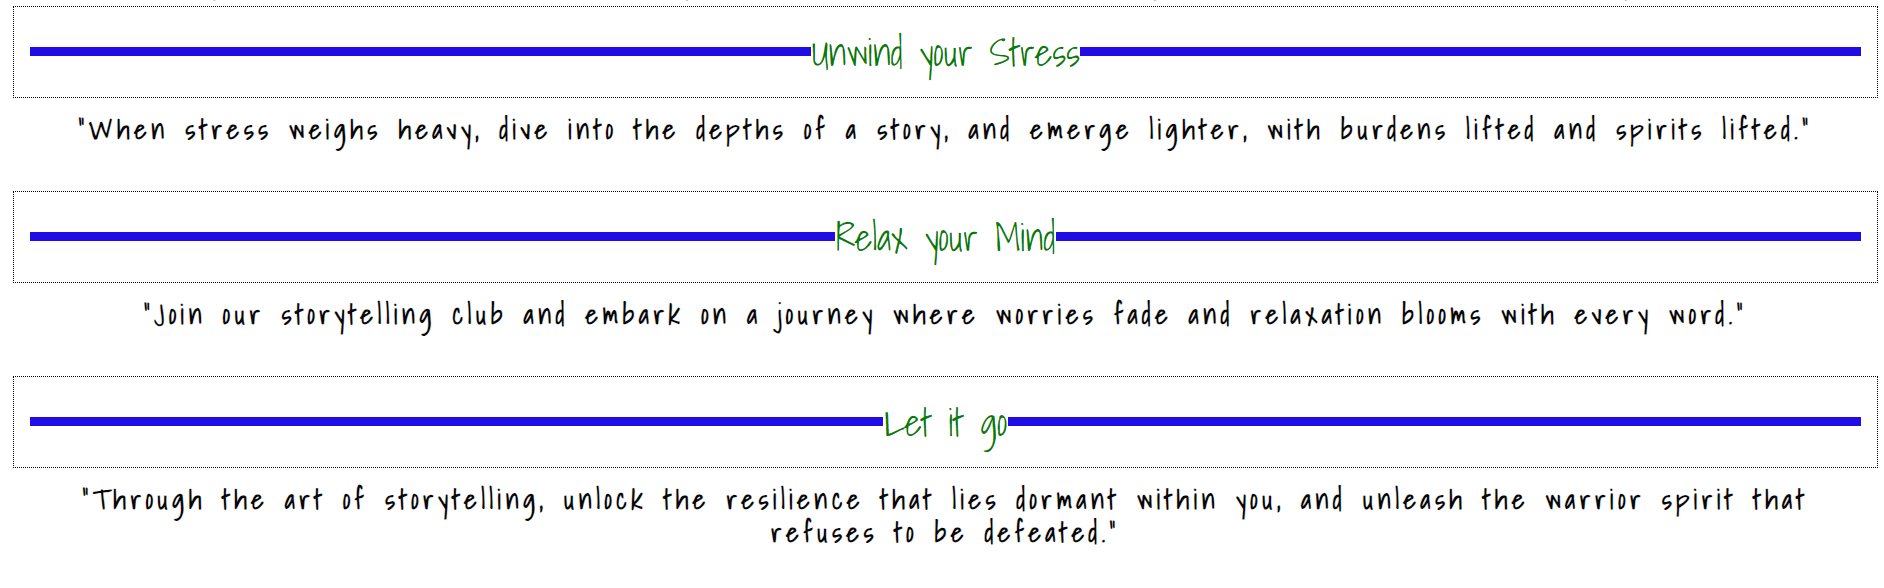 Unwind your Stress
"When stress weighs heavy, dive into the depths of a story, and emerge lighter, with burdens lifted and spirits lifted."
Relax your Mind
"Join our storytelling club and embark on a journey where worries fade and relaxation blooms with every word."
Let it go
"Through the art of storytelling, unlock the resilience that lies dormant within you, and unleash the warrior spirit that
refuses to be defeated."